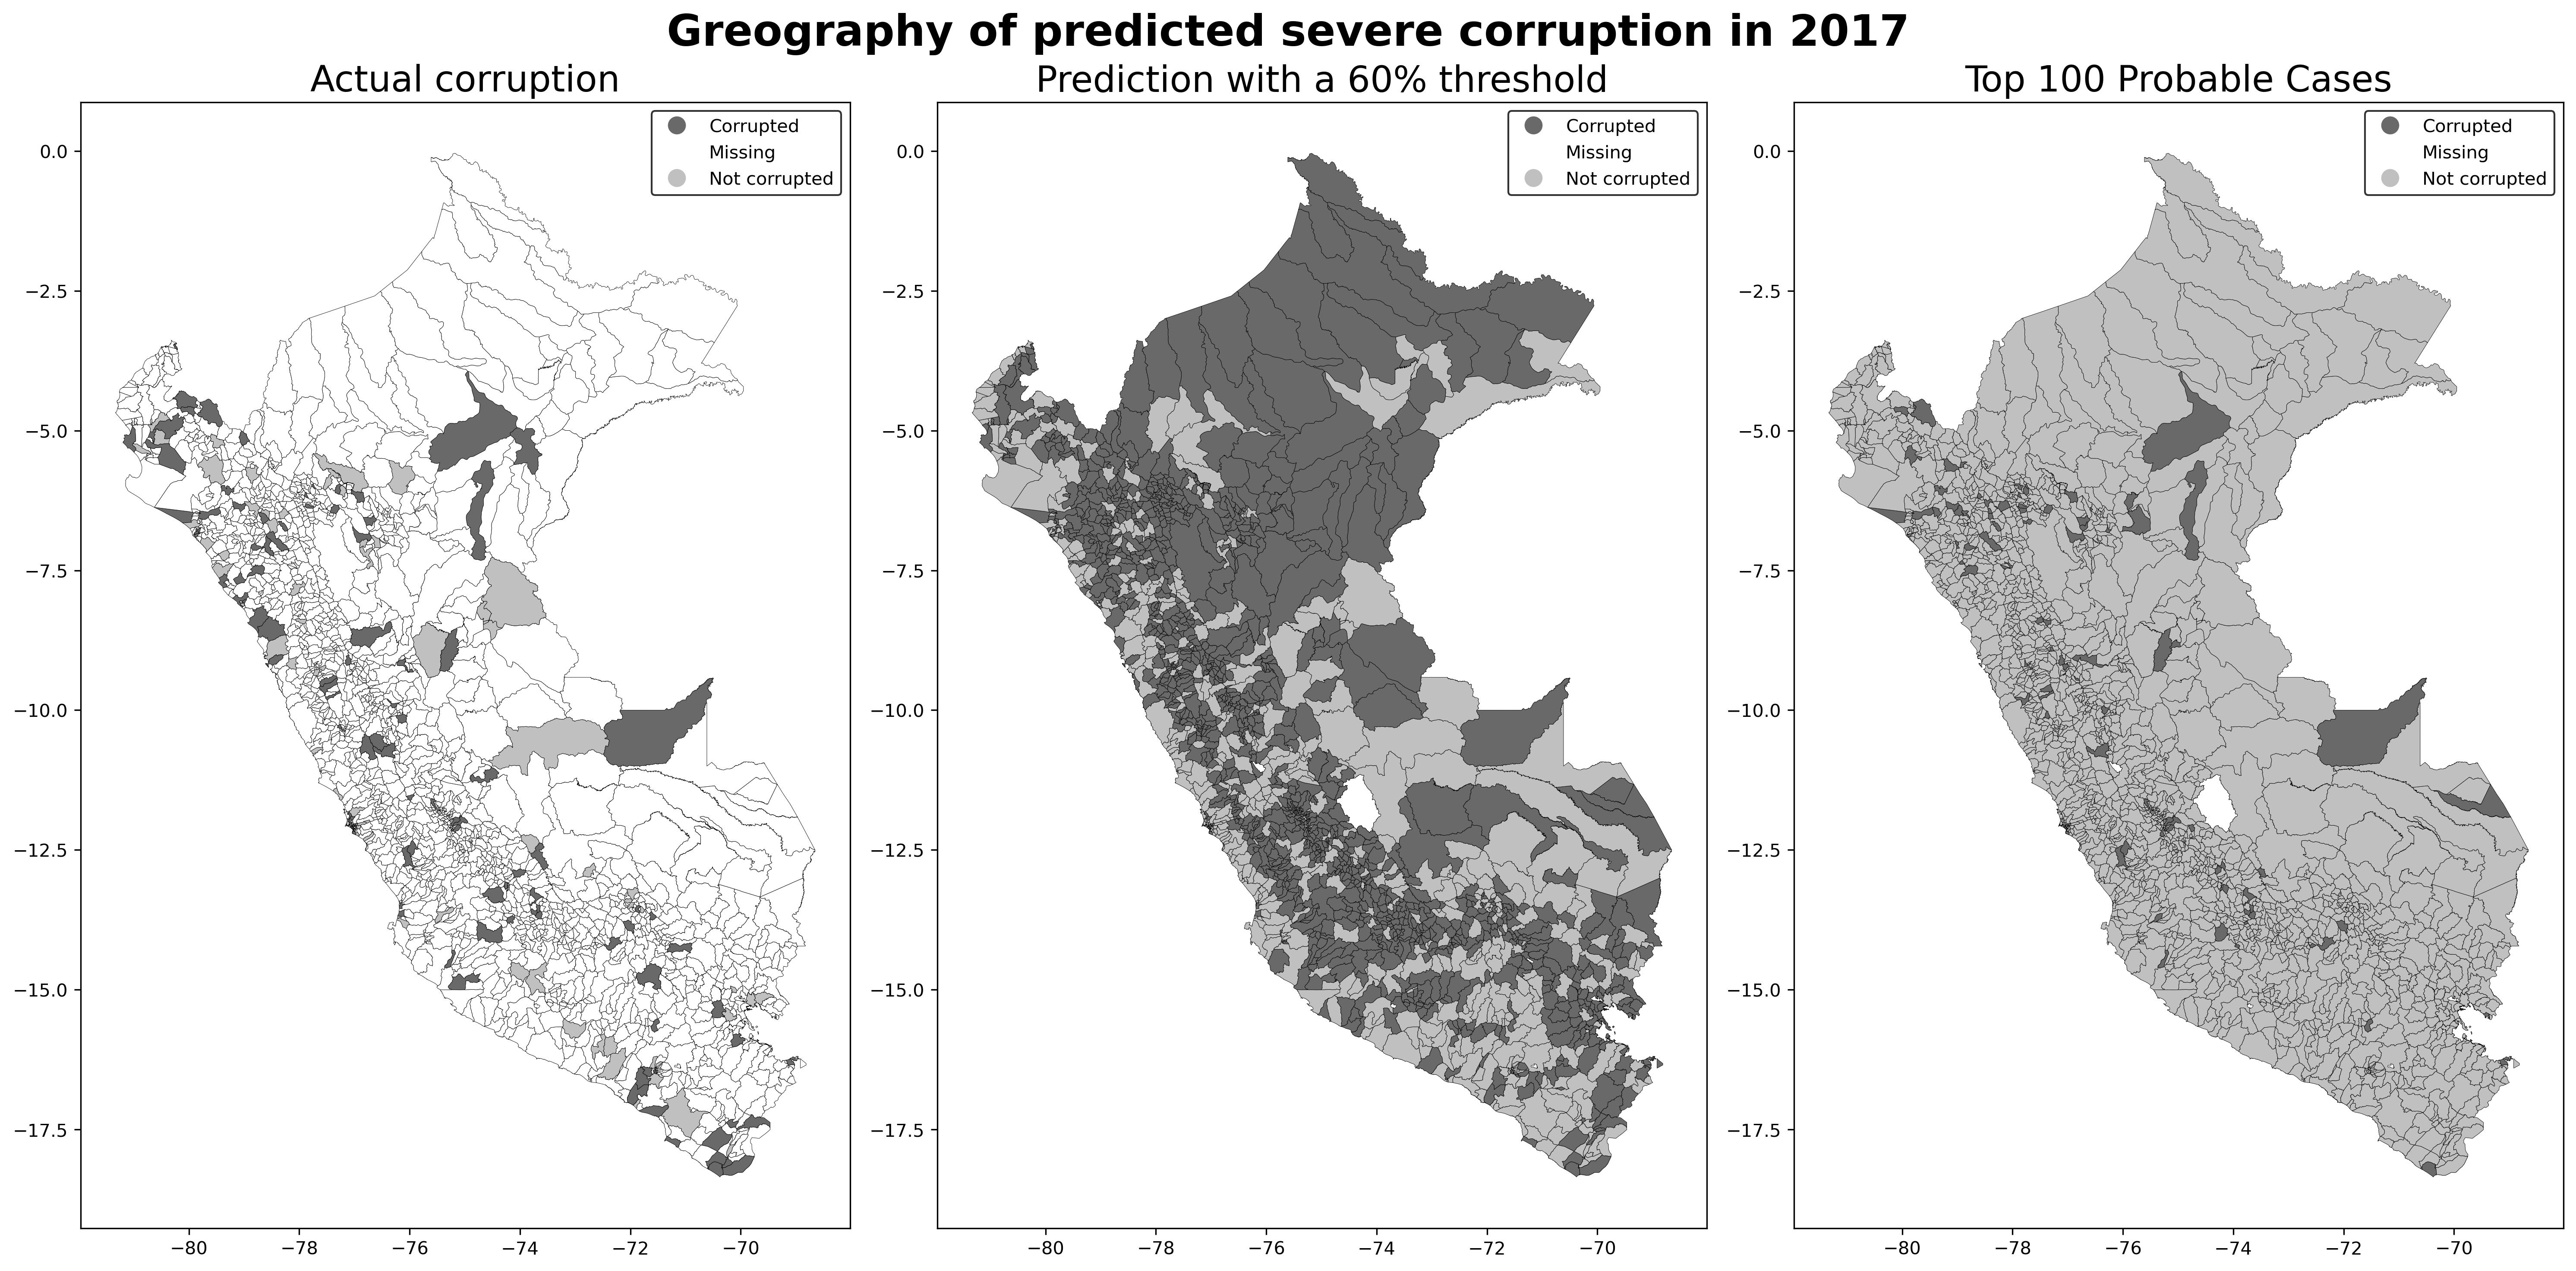 Greography of predicted severe corruption in 2017
Actual corruption
Corrupted
Missing
Not corrupted
0.0
−2.5
−5.0
−7.5
−10.0
−12.5
−15.0
−17.5
−80 −78 −76 −74 −72 −70
Prediction with a 60% threshold
Corrupted
Missing
Not corrupted
0.0
−2.5
−5.0
−7.5
−10.0
−12.5
−15.0
−17.5
−80 −78 −76 −74 −72 −70
Top 100 Probable Cases
Corrupted
Missing
Not corrupted
0.0
−2.5
−5.0
−7.5
−10.0
−12.5
−15.0
−17.5
−80 −78 −76 −74 −72 −70